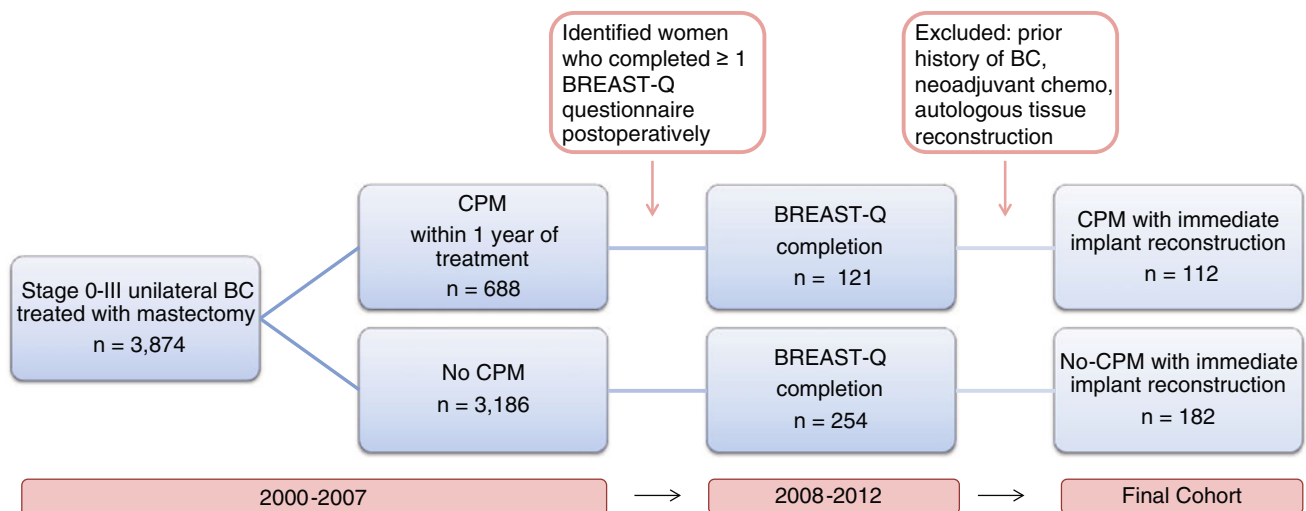 Identified women
who completed ≥ 1
BREAST-Q
questionnaire
postoperatively
Excluded: prior
history of BC,
neoadjuvant chemo,
autologous tissue
reconstruction
Stage 0-III unilateral BC
treated with mastectomy
n = 3,874
CPM
within 1 year of
treatment
n = 688
BREAST-Q
completion
n = 121
CPM with immediate
implant reconstruction
n = 112
No CPM
n = 3,186
BREAST-Q
completion
n = 254
No-CPM with immediate
implant reconstruction
n = 182
2000-2007
2008-2012
Final Cohort